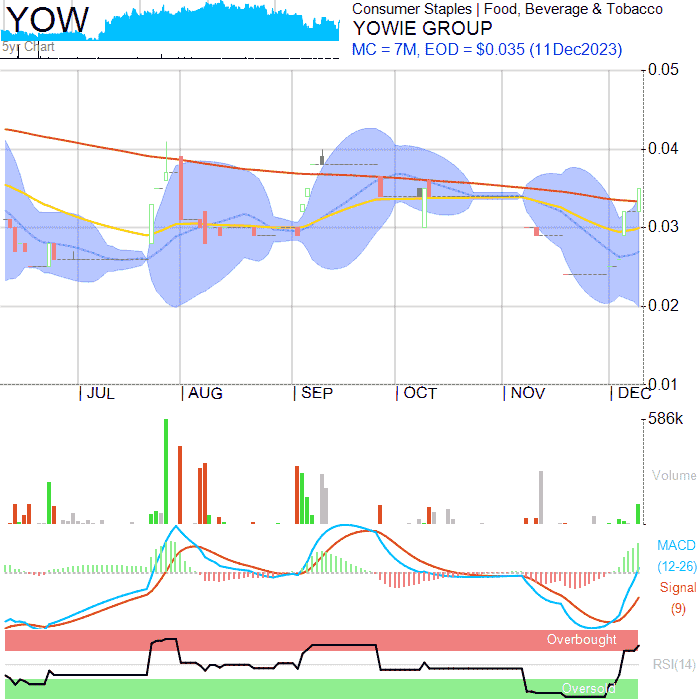 YOW
5yr Chart
Consumer Staples | Food, Beverage & Tobacco
YOWIE GROUP
MC = 7M, EOD = $0.035 (11Dec2023)
0.05
0.04
0.03
0.02
0.01
JUL AUG SEP OCT NOV DEC
586k
Volume
MACD
(12-26)
Signal
(9)
Overbought
RSI(14)
Oversold